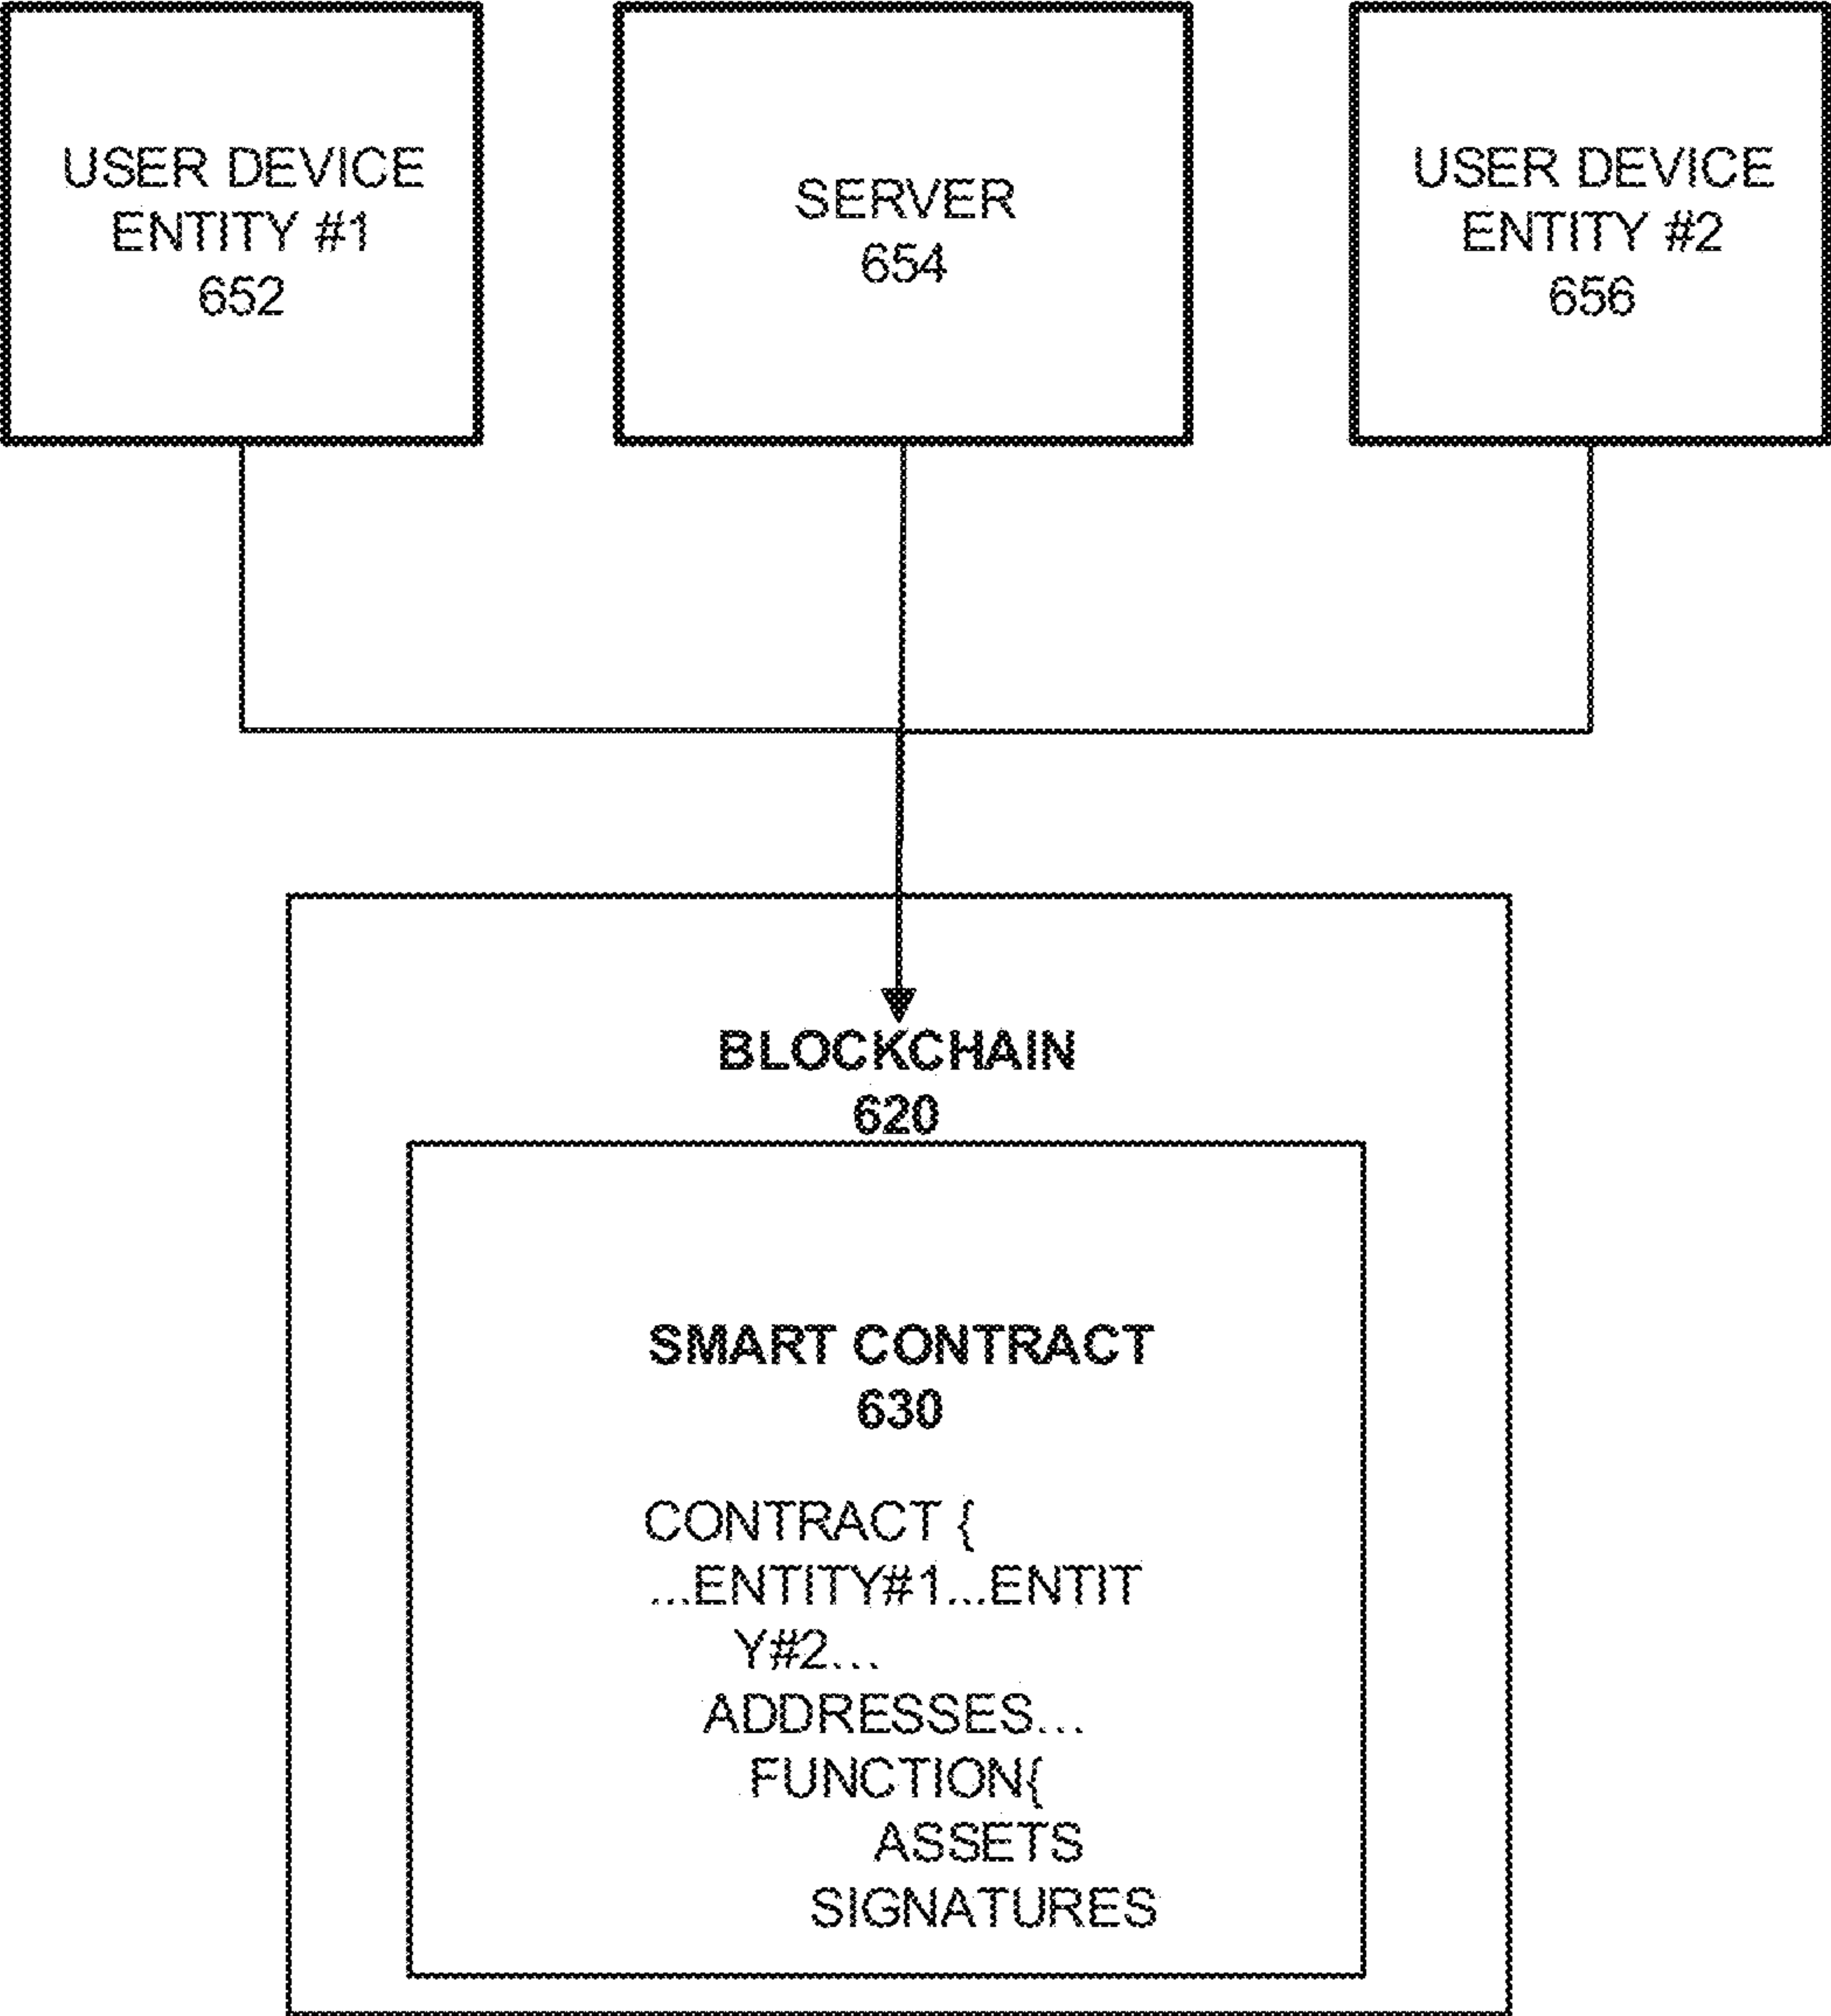 USER DEVICE
ENTITY #1
652
SERVER
654
USER DEVICE
ENTITY #2
656
BLOCKCHAIN
620
SMART CONTRACT
630
CONTRACT {
...ENTITY#1...ENTIT
Y#2...
ADDRESSES...
FUNCTION{
ASSETS
SIGNATURES